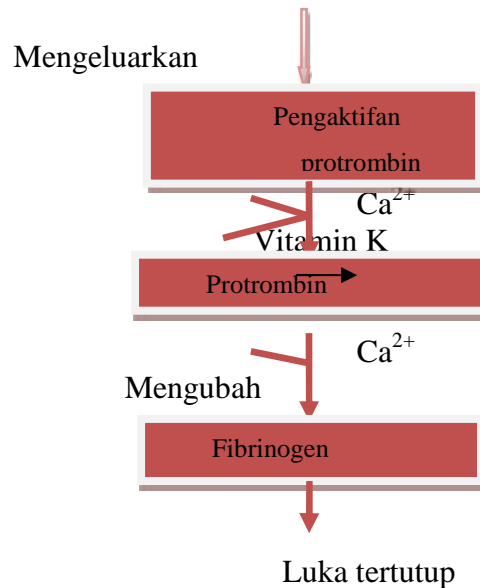 Mengeluarkan
Pengaktifan
protrombin
Ca²⁺
Vitamin K
Protrombin
Ca²⁺
Mengubah
Fibrinogen
Luka tertutup